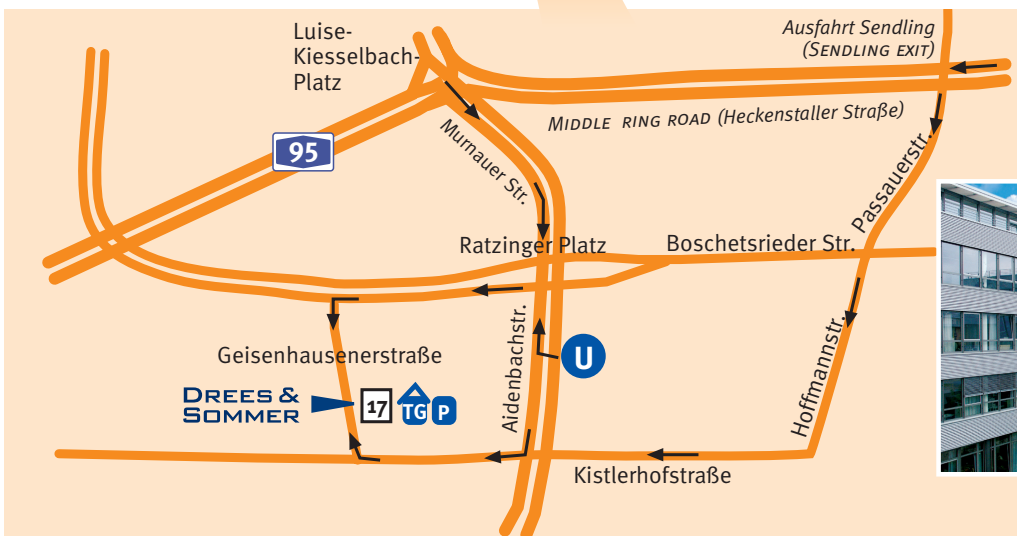 Luise-
Kiesselbach-
Platz
Ausfahrt Sendling
(SENDLING EXIT)
MIDDLE RING ROAD (Heckenstaller Straße)
95
Murnauer Str.
Passauerstr.
Ratzinger Platz
Boschetsrieder Str.
Aidenbachstr.
U
Hoffmannstr.
Geisenhausenerstraße
DREES &
SOMMER
17
TG
P
Kistlerhofstraße